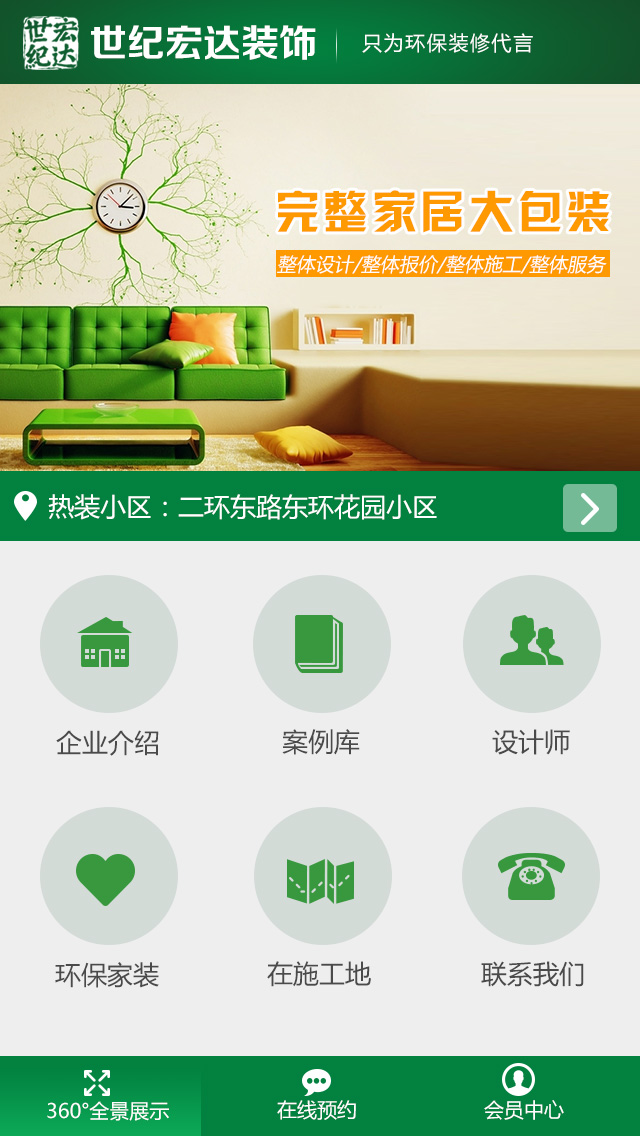 世纪宏达
世纪宏达装饰
只为环保装修代言
完整家居大包装
整体设计/整体报价/整体施工/整体服务
热装小区：二环东路东环花园小区
企业介绍
案例库
设计师
环保家装
在施工地
联系我们
360°全景展示
在线预约
会员中心